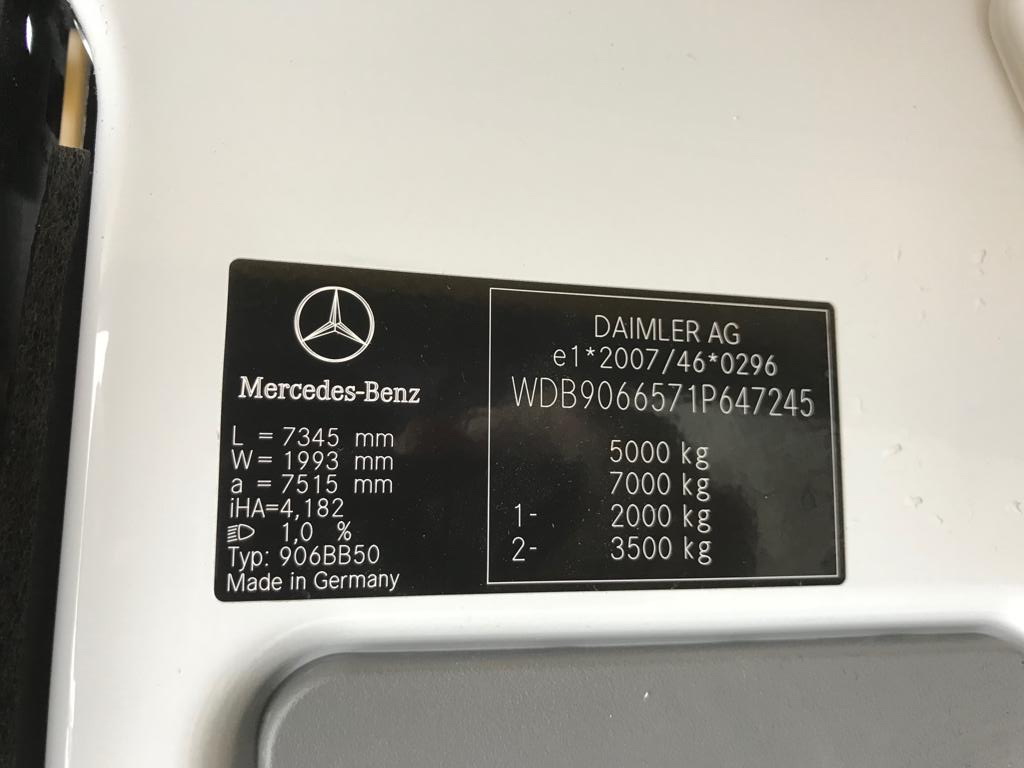 Mercedes-Benz
L = 7345 mm
W = 1993 mm
a = 7515 mm
iHA=4,182
1,0 %
Typ: 906BB50
Made in Germany
DAIMLER AG
e1*2007/46*0296
WDB9066571P647245
5000 kg
7000 kg
1- 2000 kg
2- 3500 kg